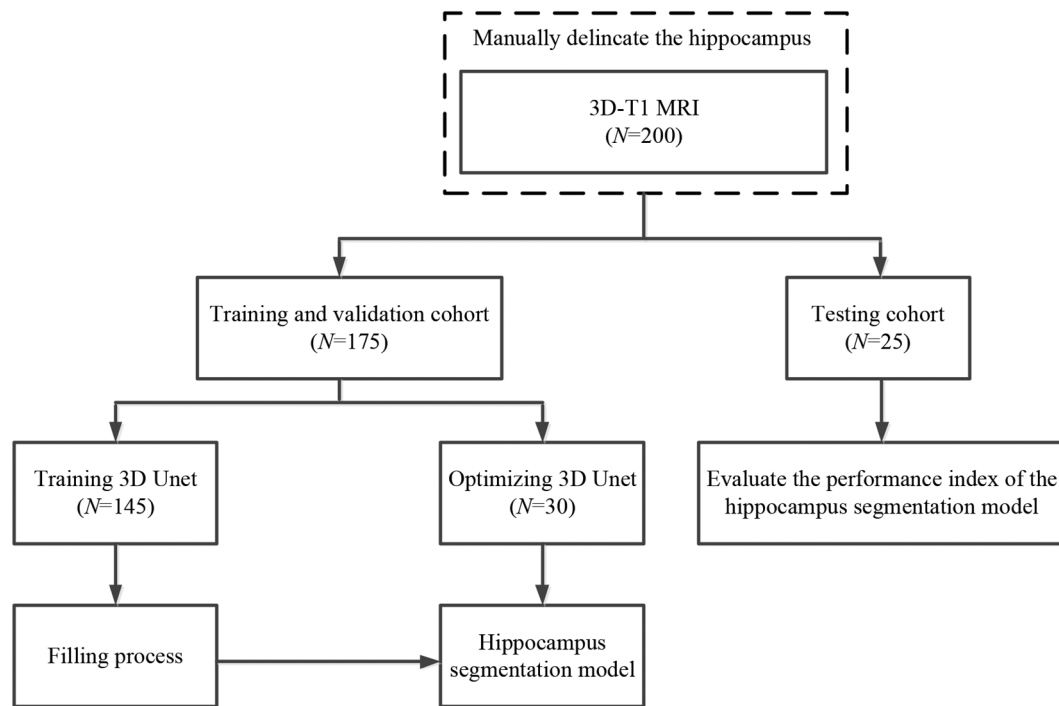 Manually delincate the hippocampus
3D-T1 MRI
(N=200)
Training and validation cohort
(N=175)
Testing cohort
(N=25)
Training 3D Unet
(N=145)
Optimizing 3D Unet
(N=30)
Evaluate the performance index of the
hippocampus segmentation model
Filling process
Hippocampus
segmentation model